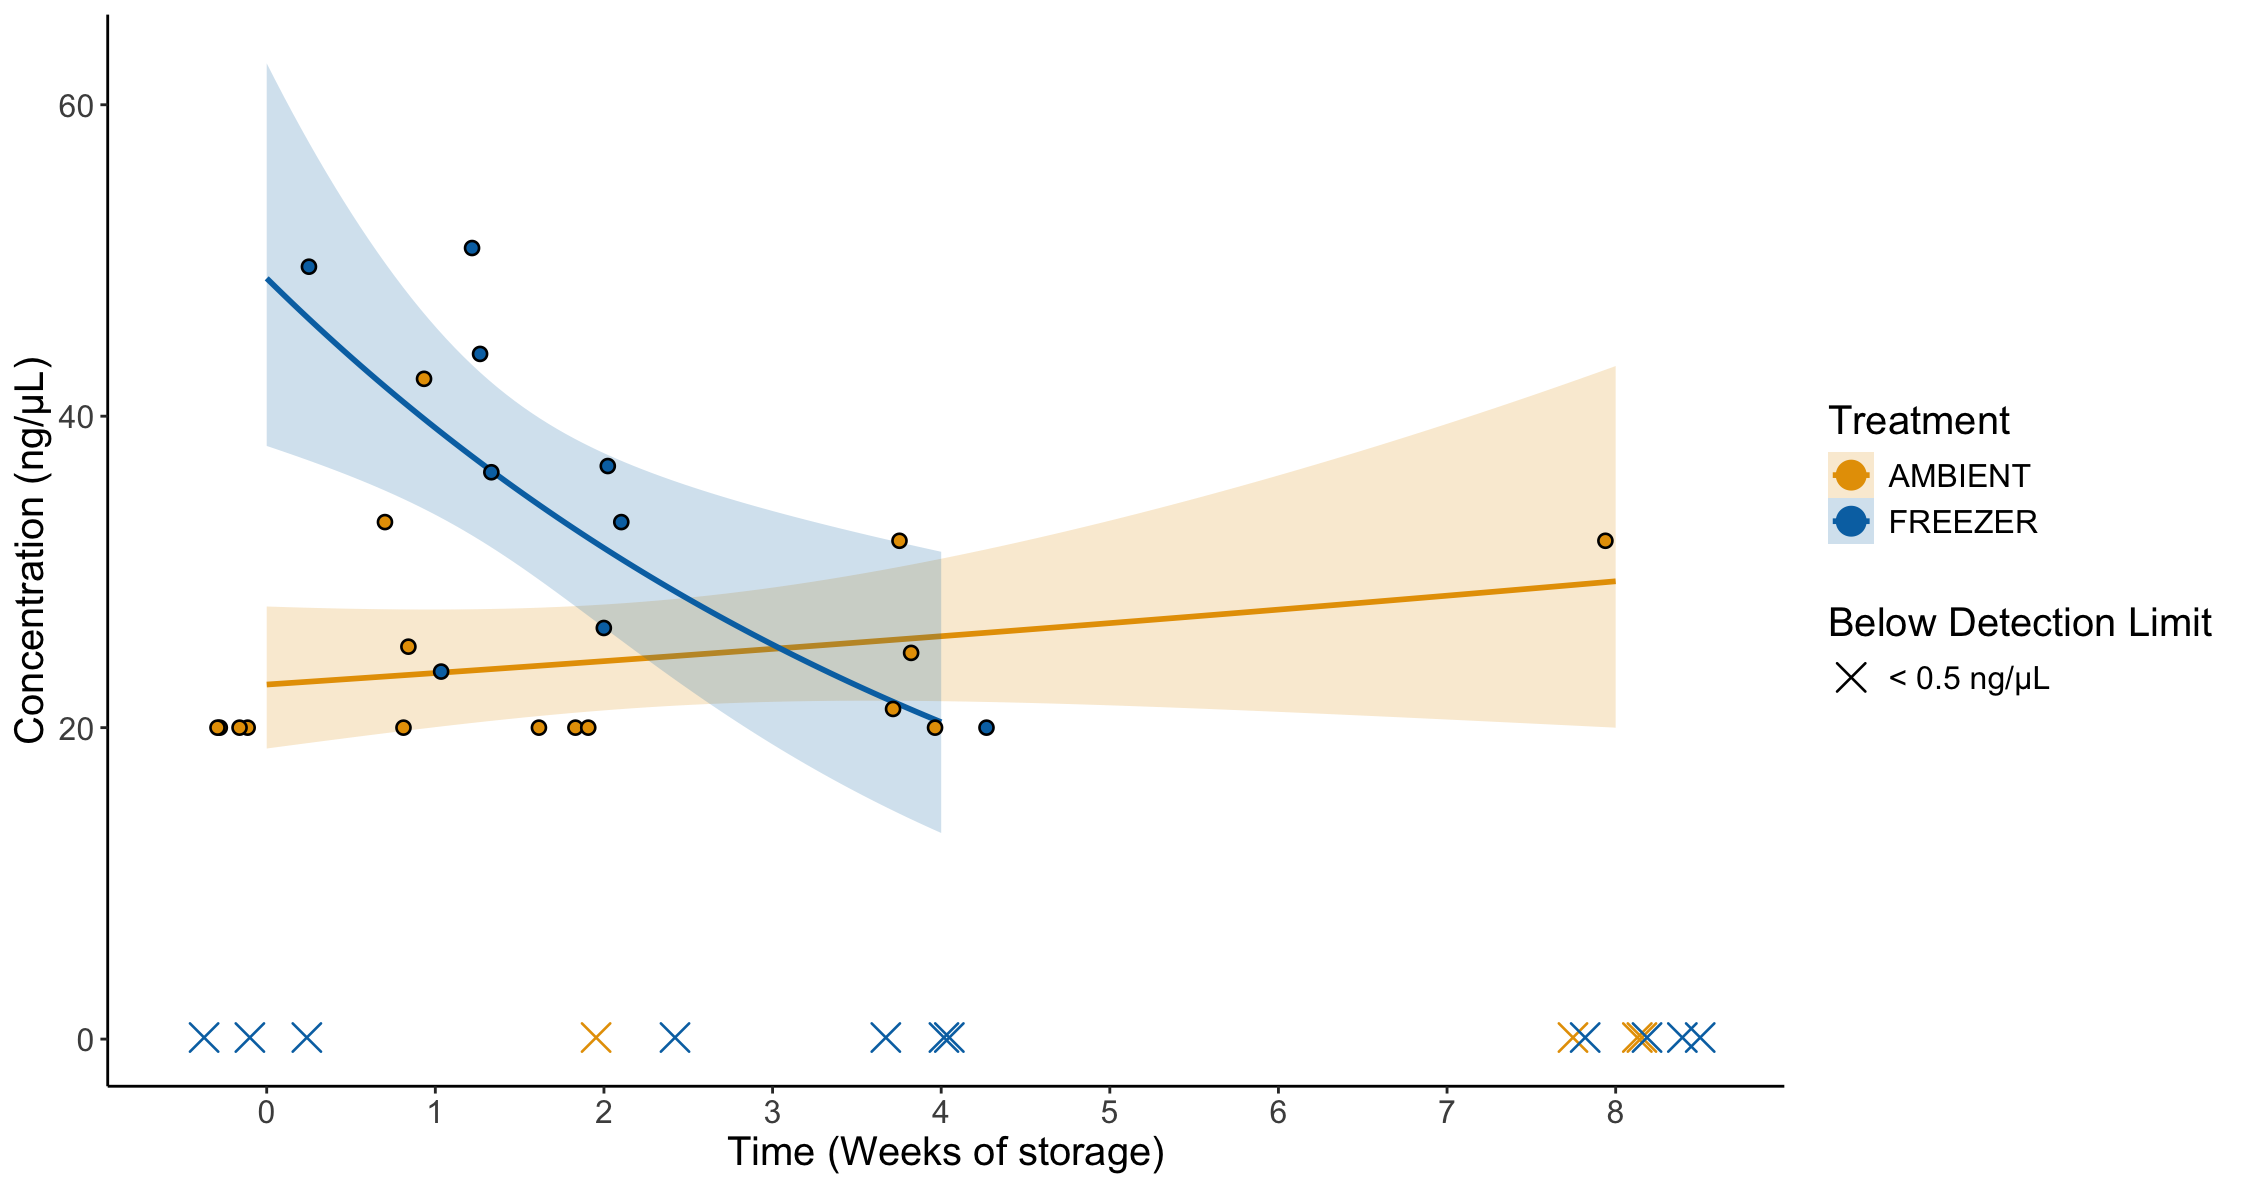 60
40
20
0
Concentration (ng/µL)
0 1 2 3 4 5 6 7 8
Time (Weeks of storage)
Treatment
AMBIENT
FREEZER
Below Detection Limit
< 0.5 ng/µL